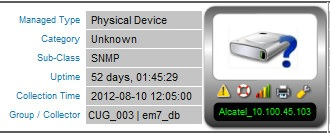 Managed Type Physical Device
Category Unknown
Sub-Class SNMP
Uptime 52 days, 01:45:29
Collection Time 2012-08-10 12:05:00
Group / Collector CUG_003 | em7_db
Alcatel_10.100.45.103